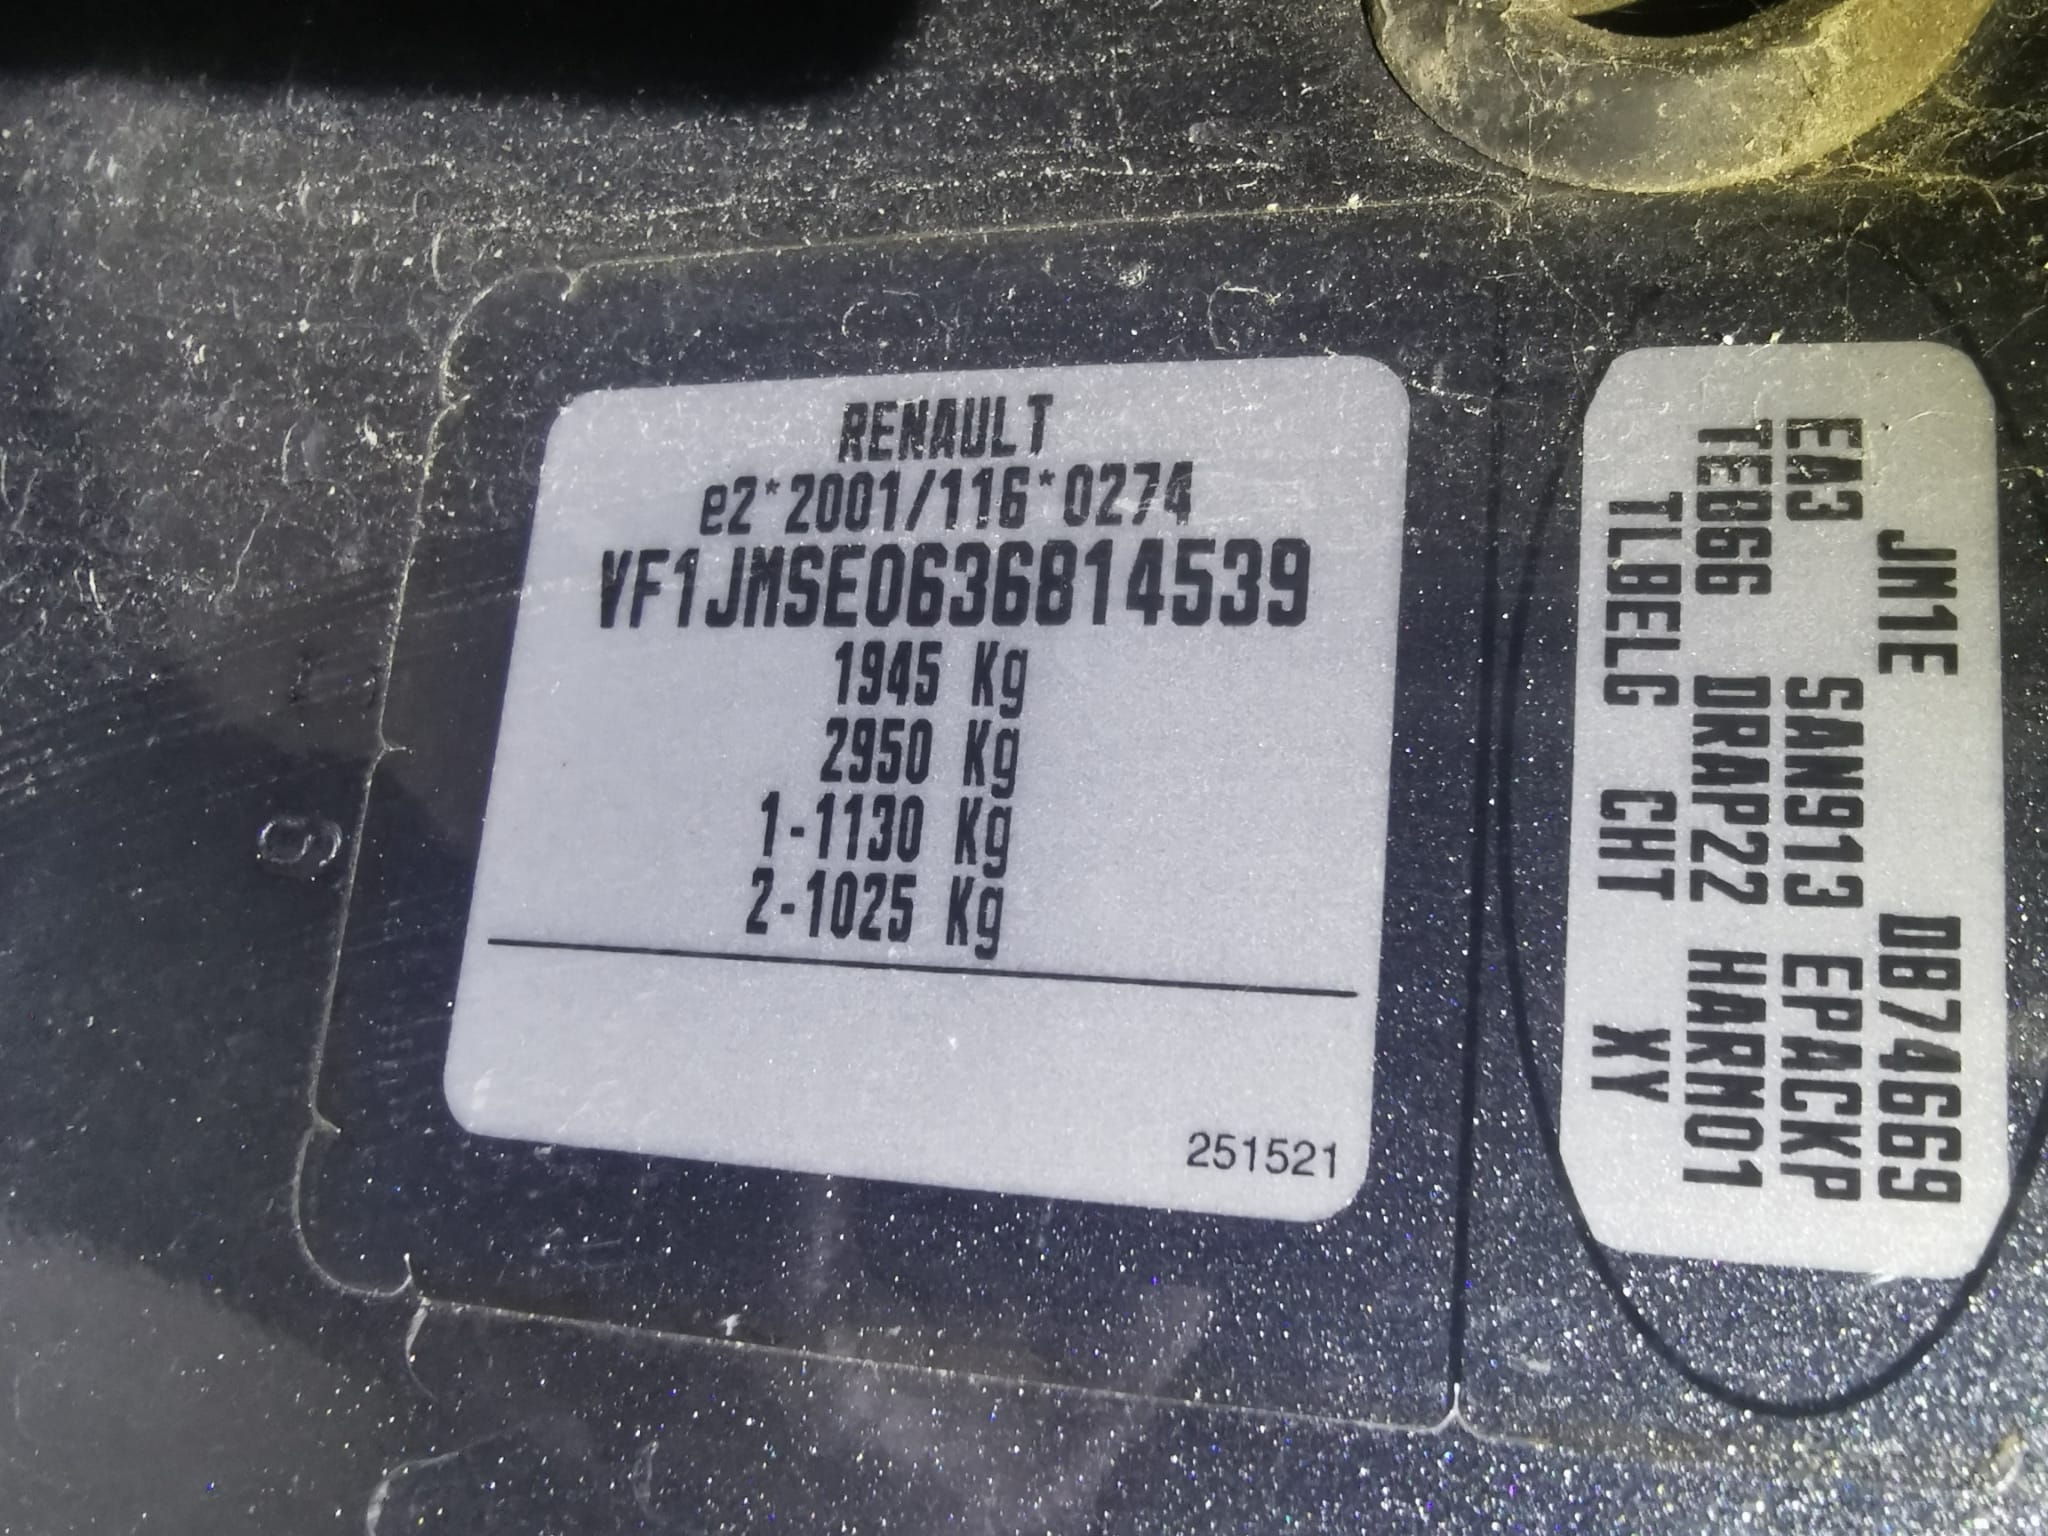 RENAULT
e2*2001/116*0274
VF1JMSE0636814539
1945 Kg
2950 Kg
1-1130 Kg
2-1025 Kg
251521
JM1E DB74669
EA3 SAN913 EPACKP
TEB66 DRAP22 HARM01
TLBELG CHT XY
9